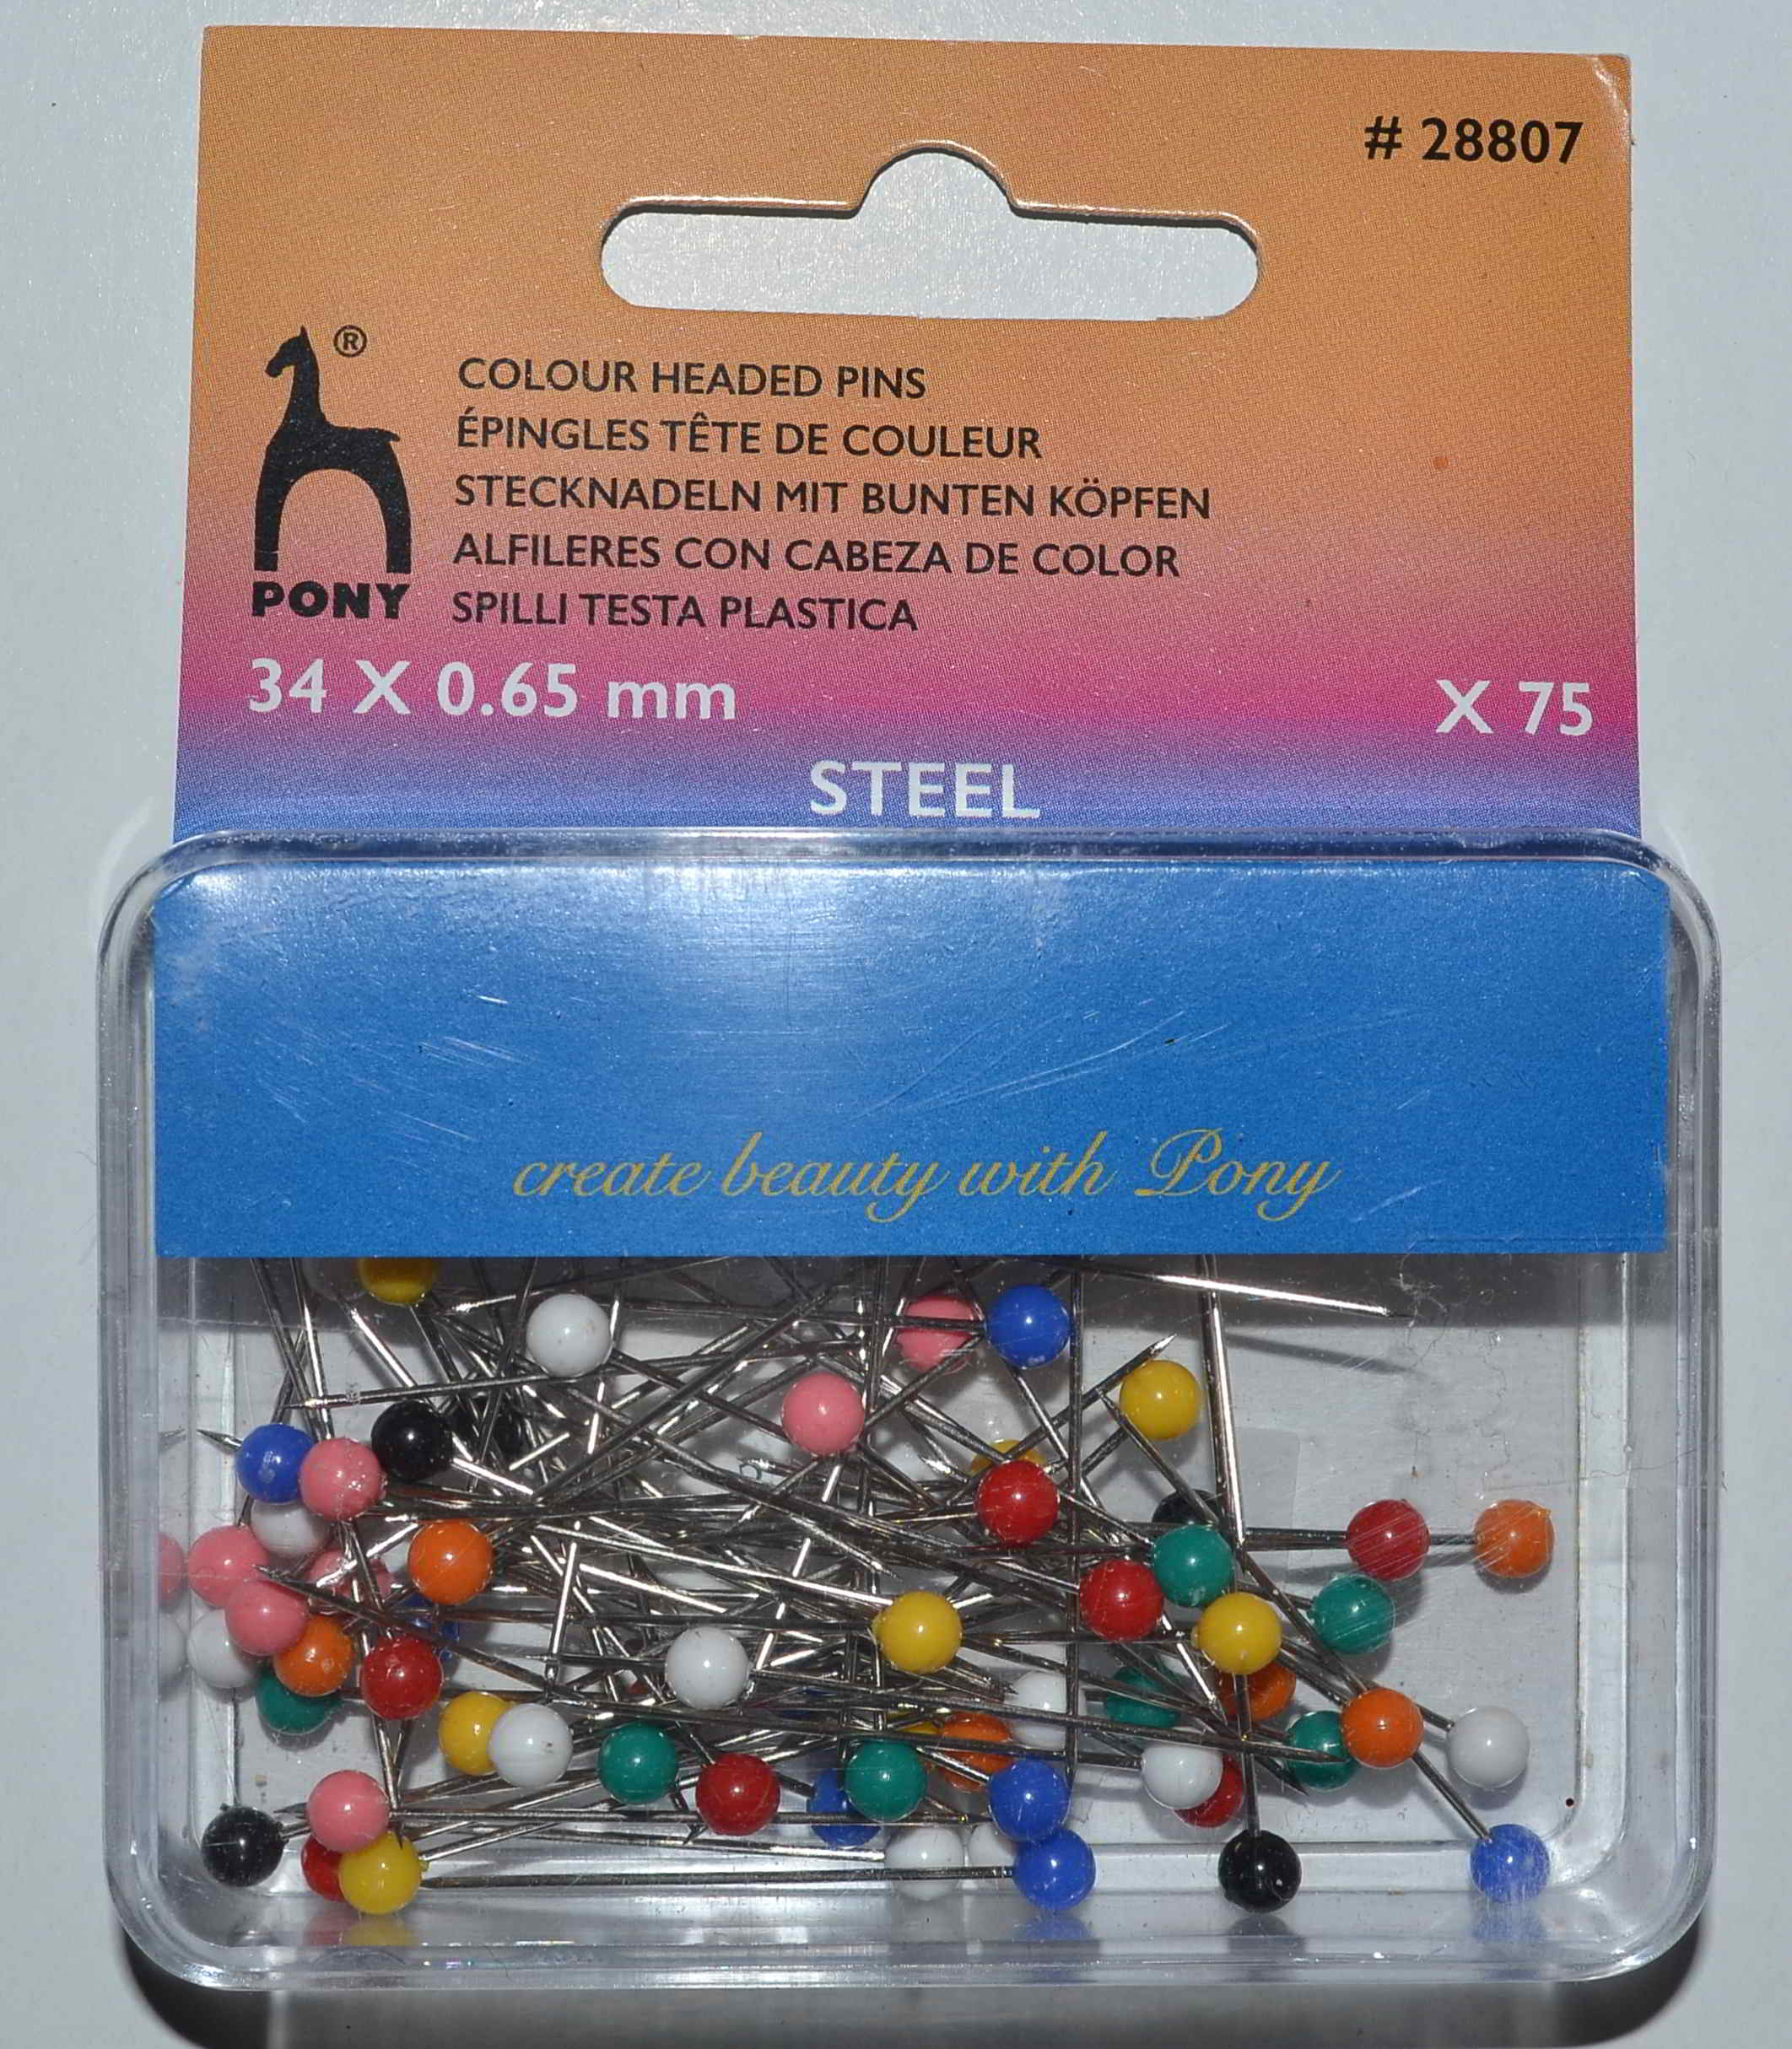 # 28807
®
COLOUR HEADED PINS
ÉPINGLES TÊTE DE COULEUR
STECKNADELN MIT BUNTEN KÖPFEN
ALFILERES CON CABEZA DE COLOR
SPILLI TESTA PLASTICA
PONY
34 X 0.65 mm
X 75
STEEL
create beauty with Pony